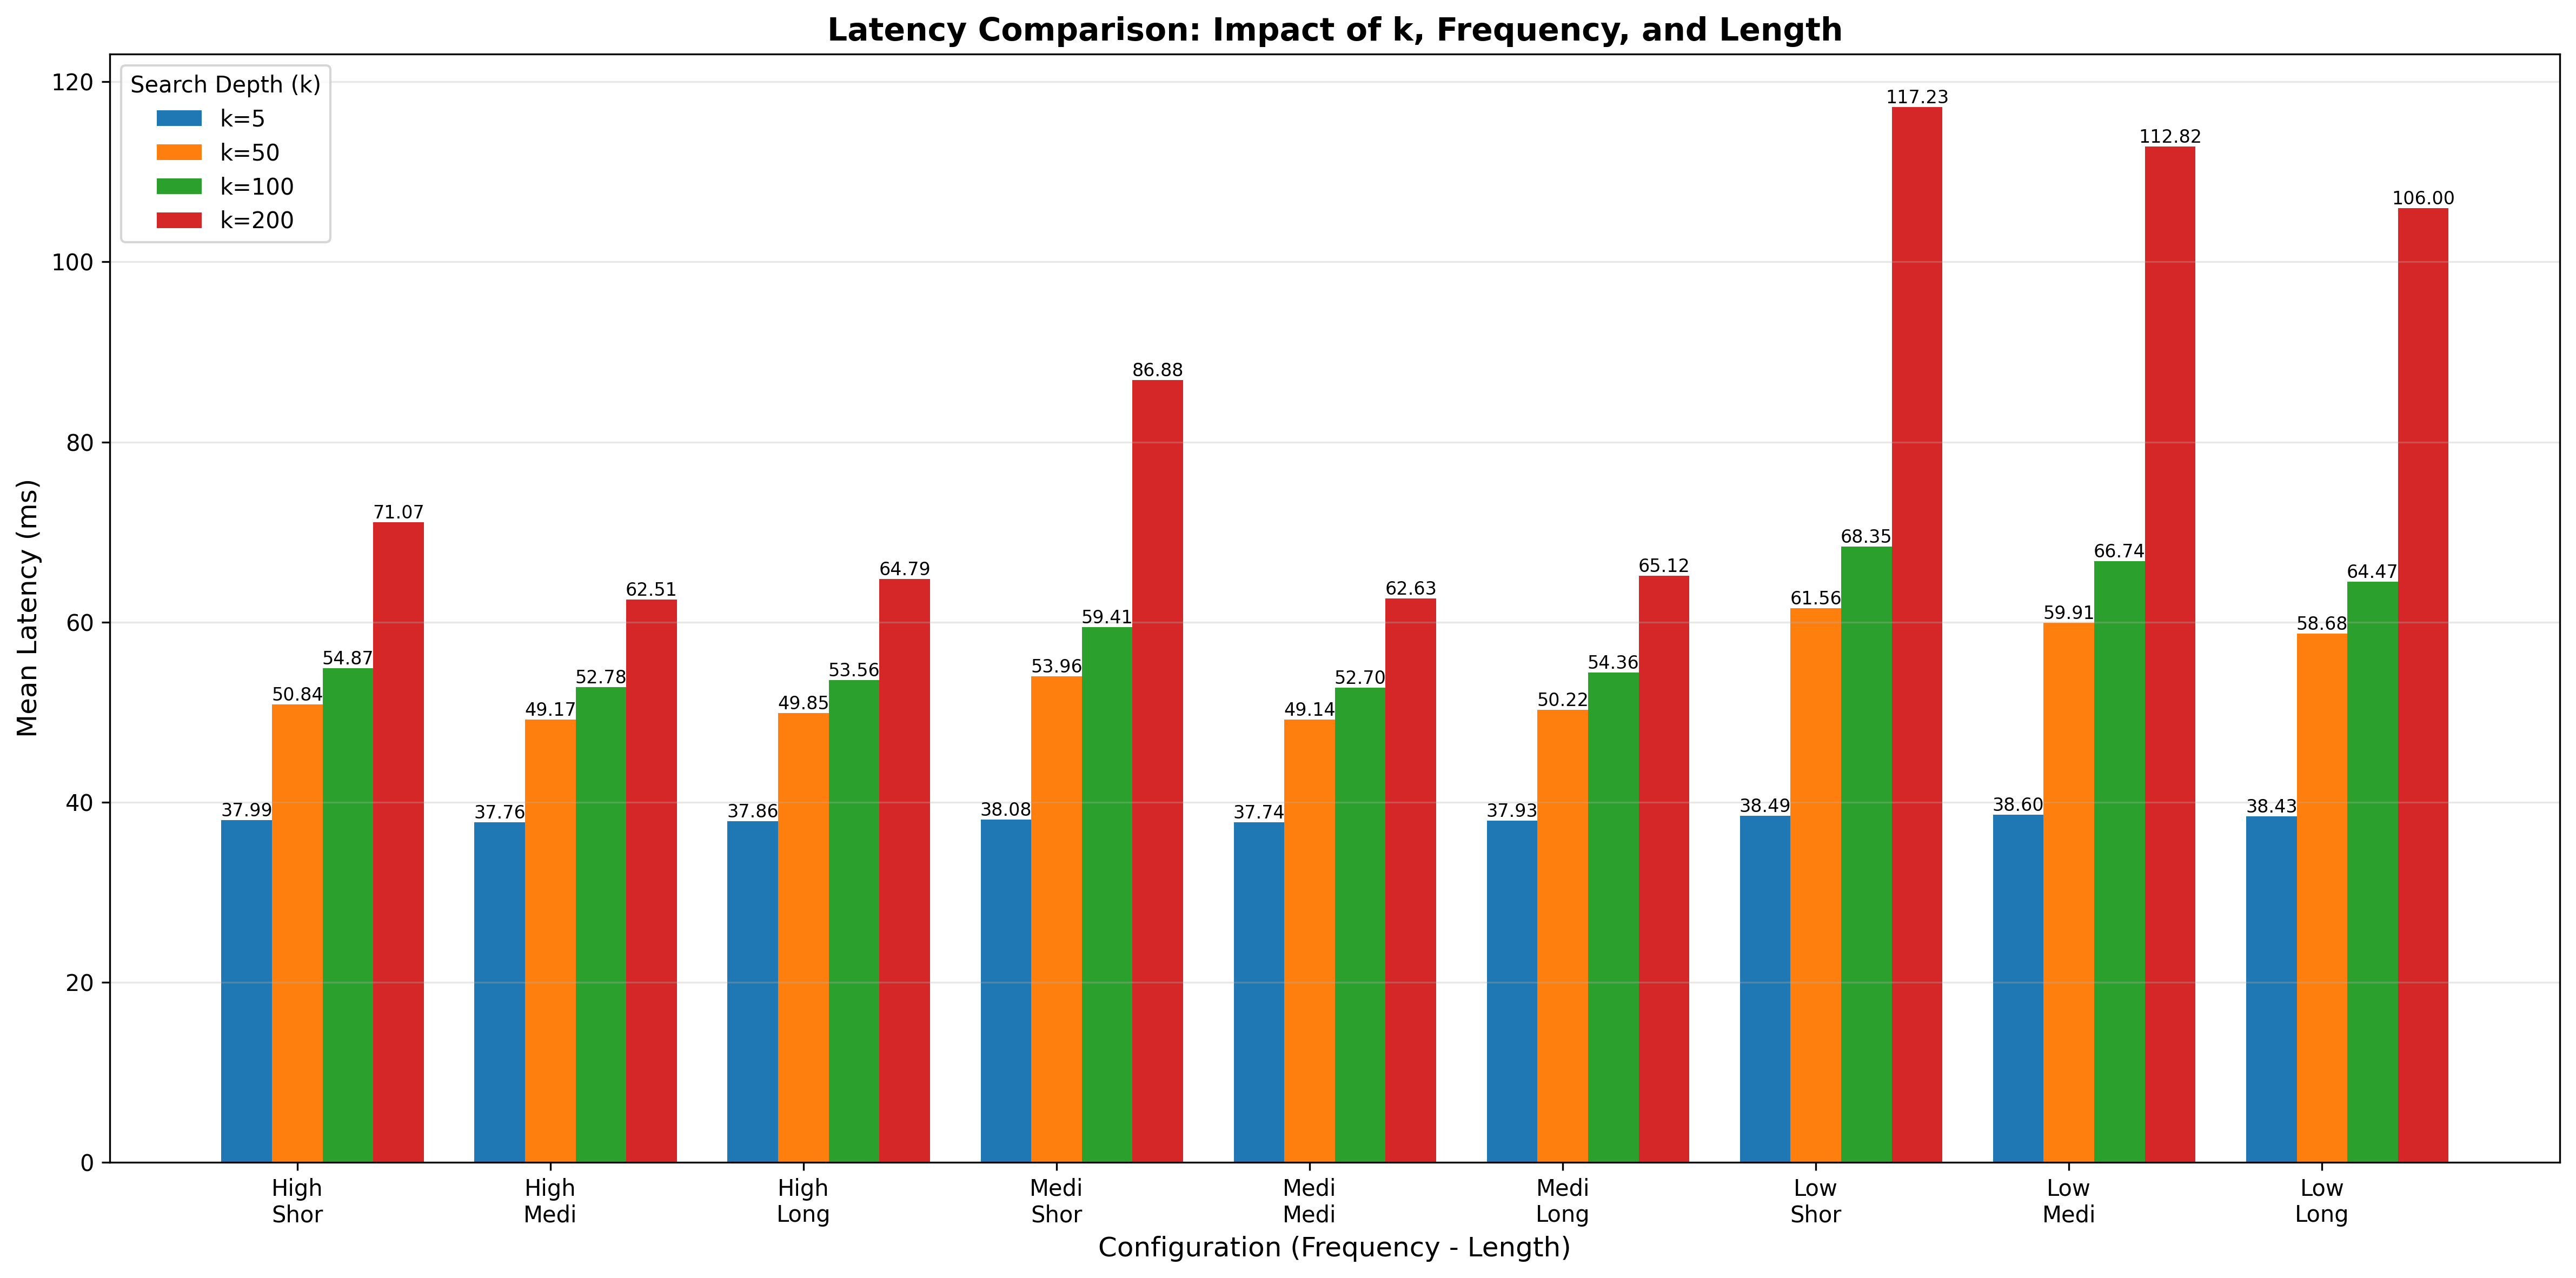 Latency Comparison: Impact of k, Frequency, and Length
Search Depth (k)
k=5
k=50
k=100
k=200
Mean Latency (ms)
120
100
80
60
40
20
0
37.99
50.84
54.87
71.07
37.76
49.17
52.78
62.51
37.86
49.85
53.56
64.79
38.08
53.96
59.41
86.88
37.74
49.14
52.70
62.63
37.93
50.22
54.36
65.12
38.49
61.56
68.35
117.23
38.60
59.91
66.74
112.82
38.43
58.68
64.47
106.00
High
Shor
High
Medi
High
Long
Medi
Shor
Medi
Medi
Medi
Long
Low
Shor
Low
Medi
Low
Long
Configuration (Frequency - Length)